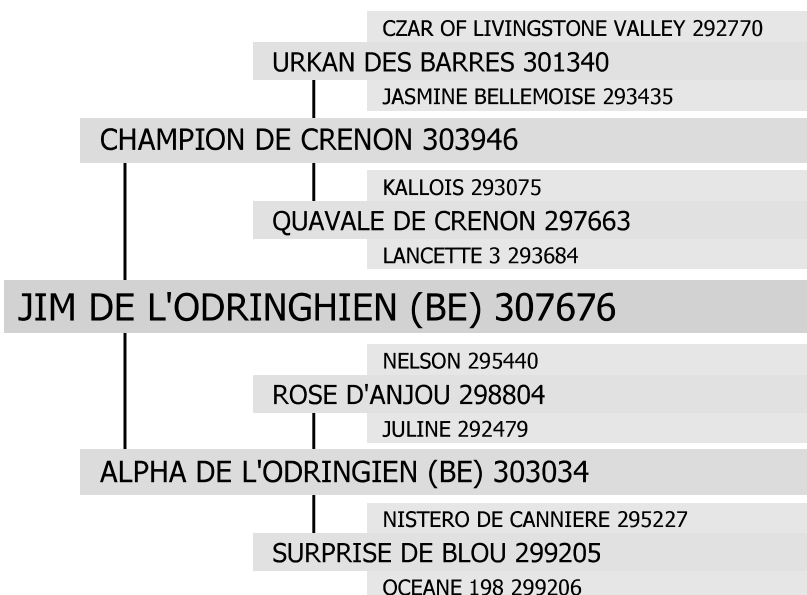 CZAR OF LIVINGSTONE VALLEY 292770
URKAN DES BARRES 301340
JASMINE BELLEMOISE 293435
CHAMPION DE CRENON 303946
KALLOIS 293075
QUAVALE DE CRENON 297663
LANCETTE 3 293684
JIM DE L'ODRINGHIEN (BE) 307676
NELSON 295440
ROSE D'ANJOU 298804
JULINE 292479
ALPHA DE L'ODRINGIEN (BE) 303034
NISTERO DE CANNIERE 295227
SURPRISE DE BLOU 299205
OCEANE 198 299206